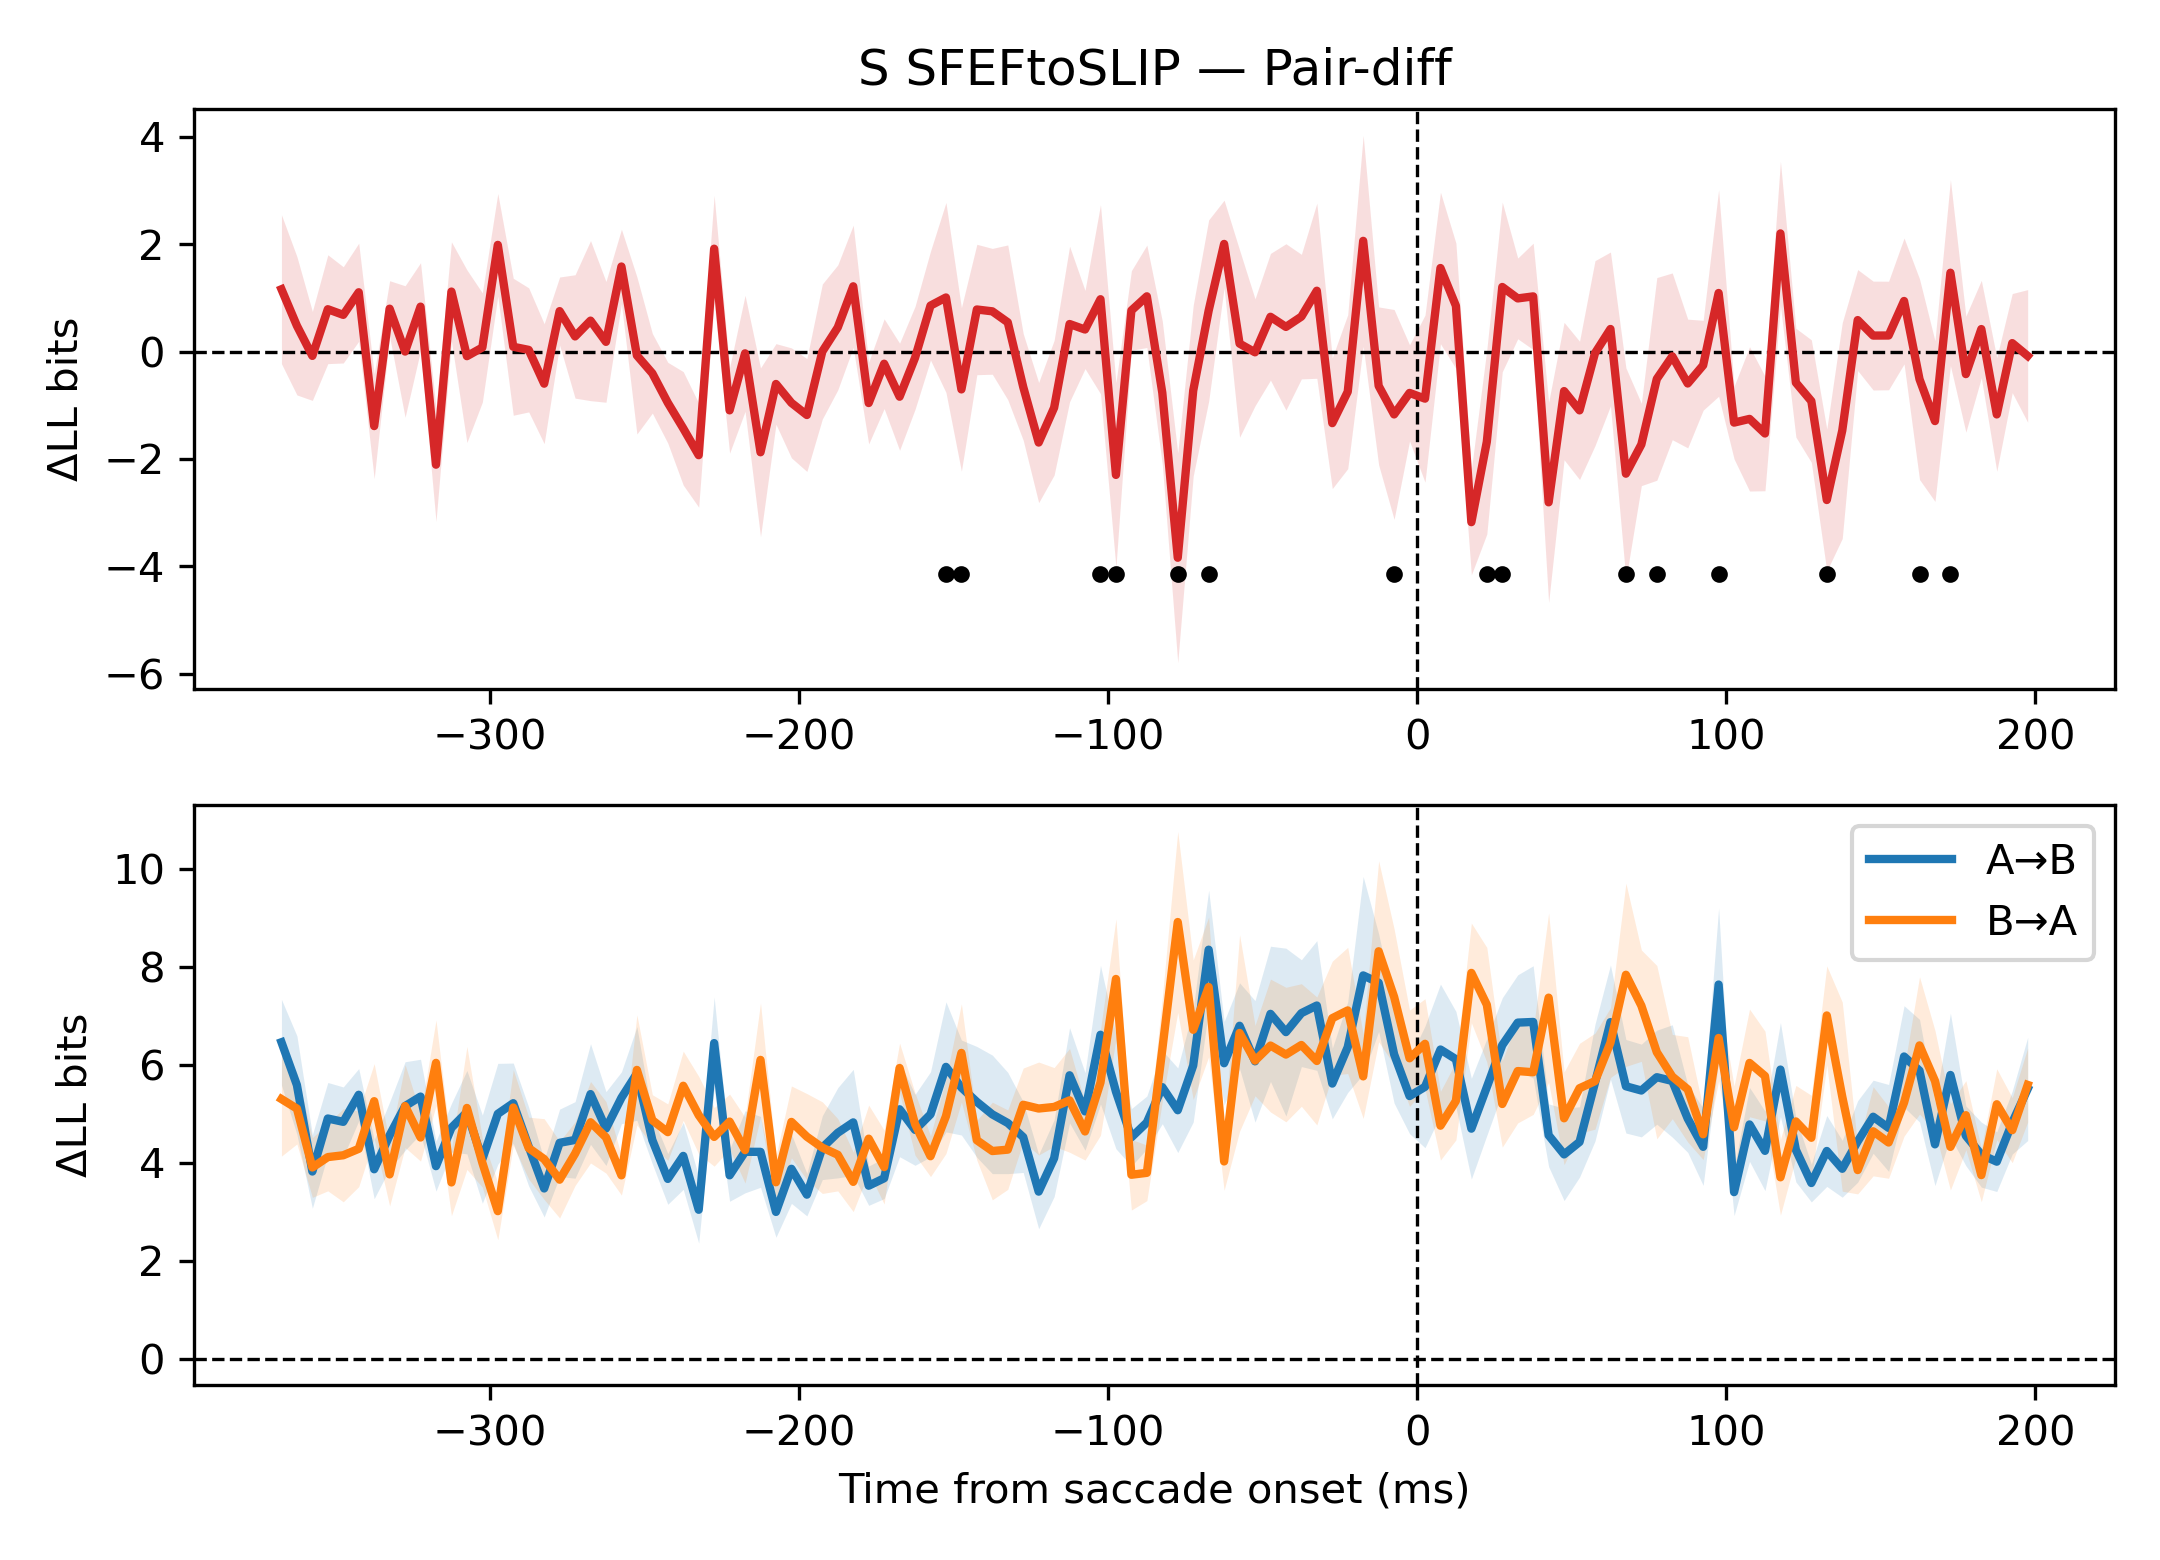 S SFEFtoSLIP — Pair-diff
ΔLL bits
4
2
0
−2
−4
−6
−300 −200 −100 0 100 200
ΔLL bits
10
8
6
4
2
0
A→B
B→A
−300 −200 −100 0 100 200
Time from saccade onset (ms)